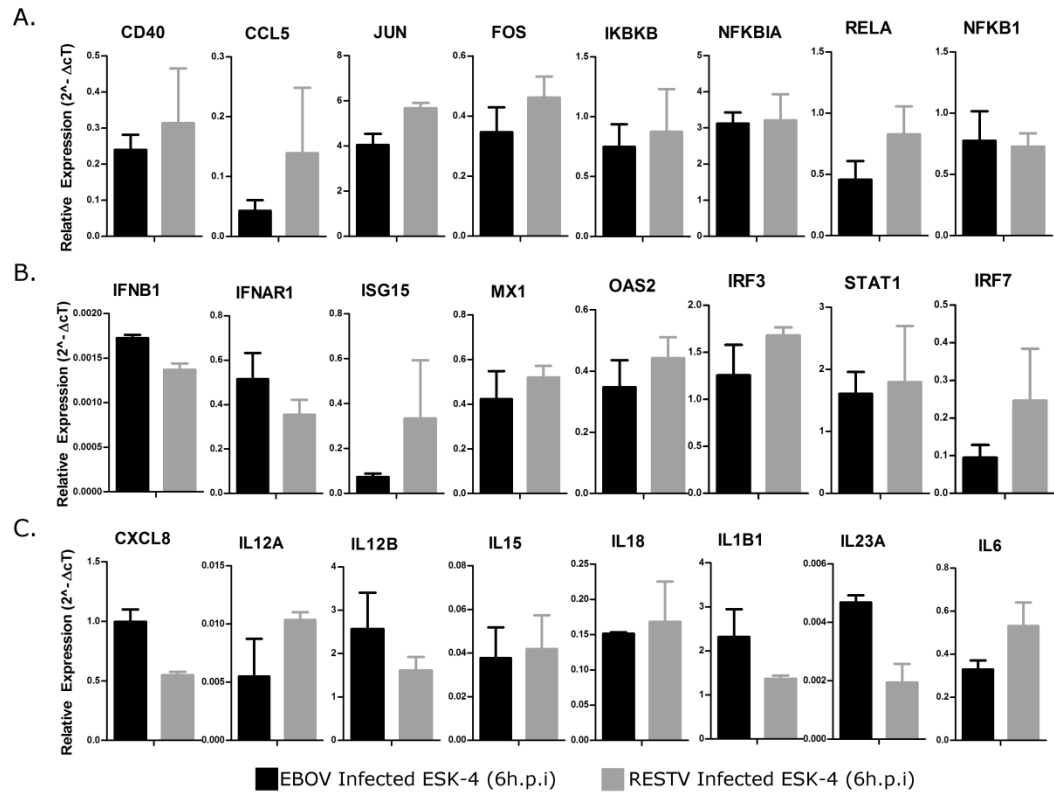 A.
CD40 CCL5 JUN FOS IKBKB NFKBIA RELA NFKB1
Relative Expression (2^-ΔcT)
0.5 0.4 0.3 0.2 0.1 0.0
0.3 0.2 0.1 0.0
8 6 4 2 0
0.6 0.4 0.2 0.0
1.5 1.0 0.5 0.0
5 4 3 2 1 0
1.5 1.0 0.5 0.0
1.5 1.0 0.5 0.0
B.
IFNB1 IFNAR1 ISG15 MX1 OAS2 IRF3 STAT1 IRF7
Relative Expression (2^-ΔcT)
0.0020 0.0015 0.0010 0.0005 0.0000
0.8 0.6 0.4 0.2 0.0
0.8 0.6 0.4 0.2 0.0
0.8 0.6 0.4 0.2 0.0
0.6 0.4 0.2 0.0
2.0 1.5 1.0 0.5 0.0
3 2 1 0
0.5 0.4 0.3 0.2 0.1 0.0
C.
CXCL8 IL12A IL12B IL15 IL18 IL1B1 IL23A IL6
Relative Expression (2^-ΔcT)
1.5 1.0 0.5 0.0
0.015 0.010 0.005 0.000
4 3 2 1 0
0.08 0.06 0.04 0.02 0.00
0.25 0.20 0.15 0.10 0.05 0.00
4 3 2 1 0
0.006 0.004 0.002 0.000
0.8 0.6 0.4 0.2 0.0
EBOV Infected ESK-4 (6h.p.i) RESTV Infected ESK-4 (6h.p.i)